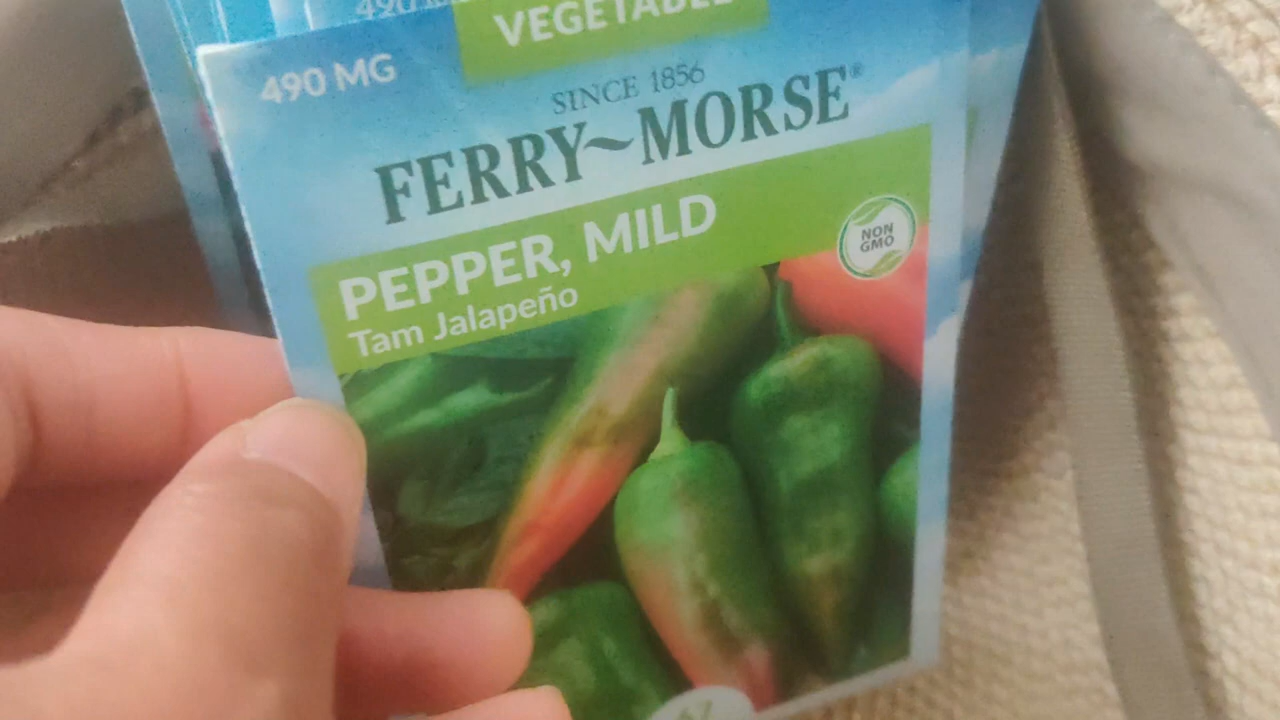 VEGETABLE
490 MG
SINCE 1856
FERRY~MORSE®
PEPPER, MILD
Tam Jalapeño
NON
GMO